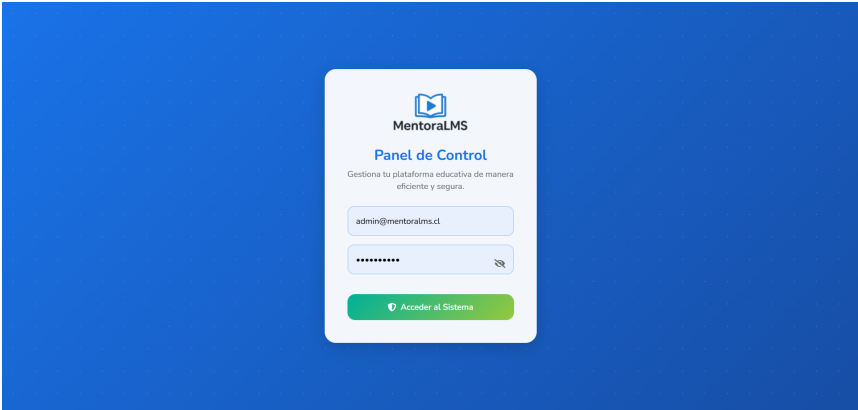 MentoraLMS
Panel de Control
Gestiona tu plataforma educativa de manera
eficiente y segura.
admin@mentoralms.cl
••••••••••
Acceder al Sistema